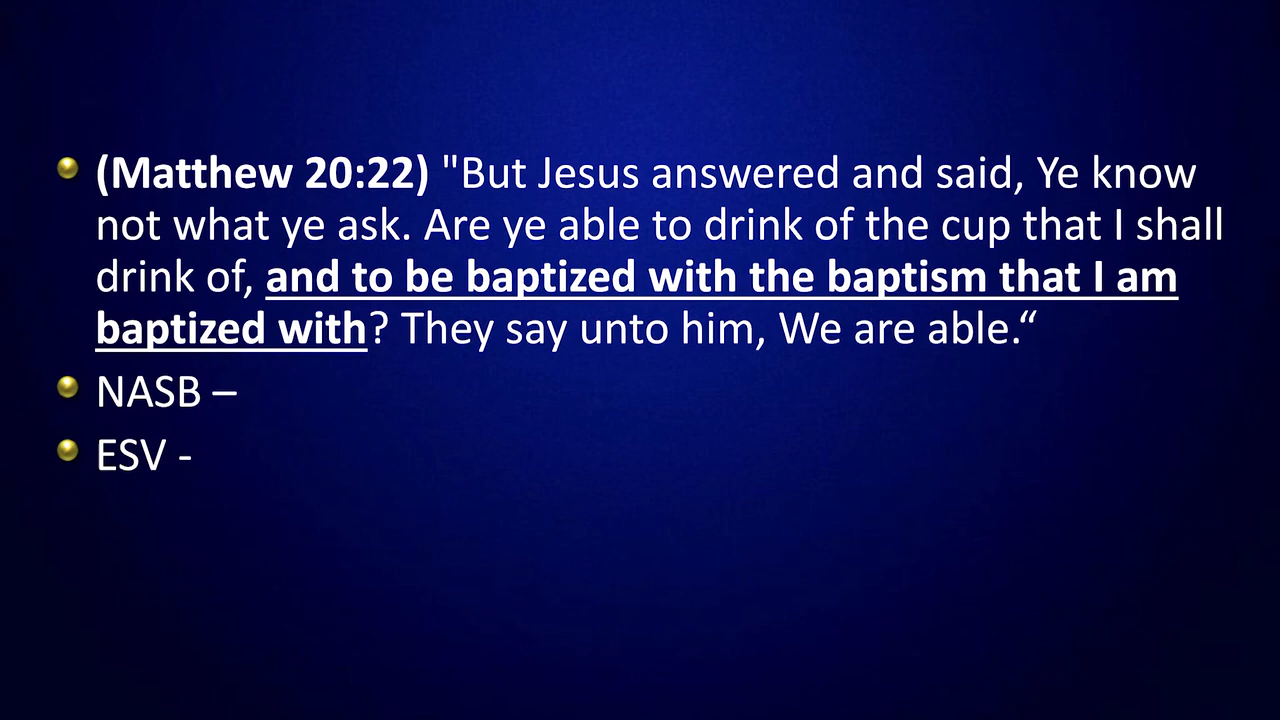 (Matthew 20:22) "But Jesus answered and said, Ye know
not what ye ask. Are ye able to drink of the cup that I shall
drink of, and to be baptized with the baptism that I am
baptized with? They say unto him, We are able.“
NASB –
ESV -